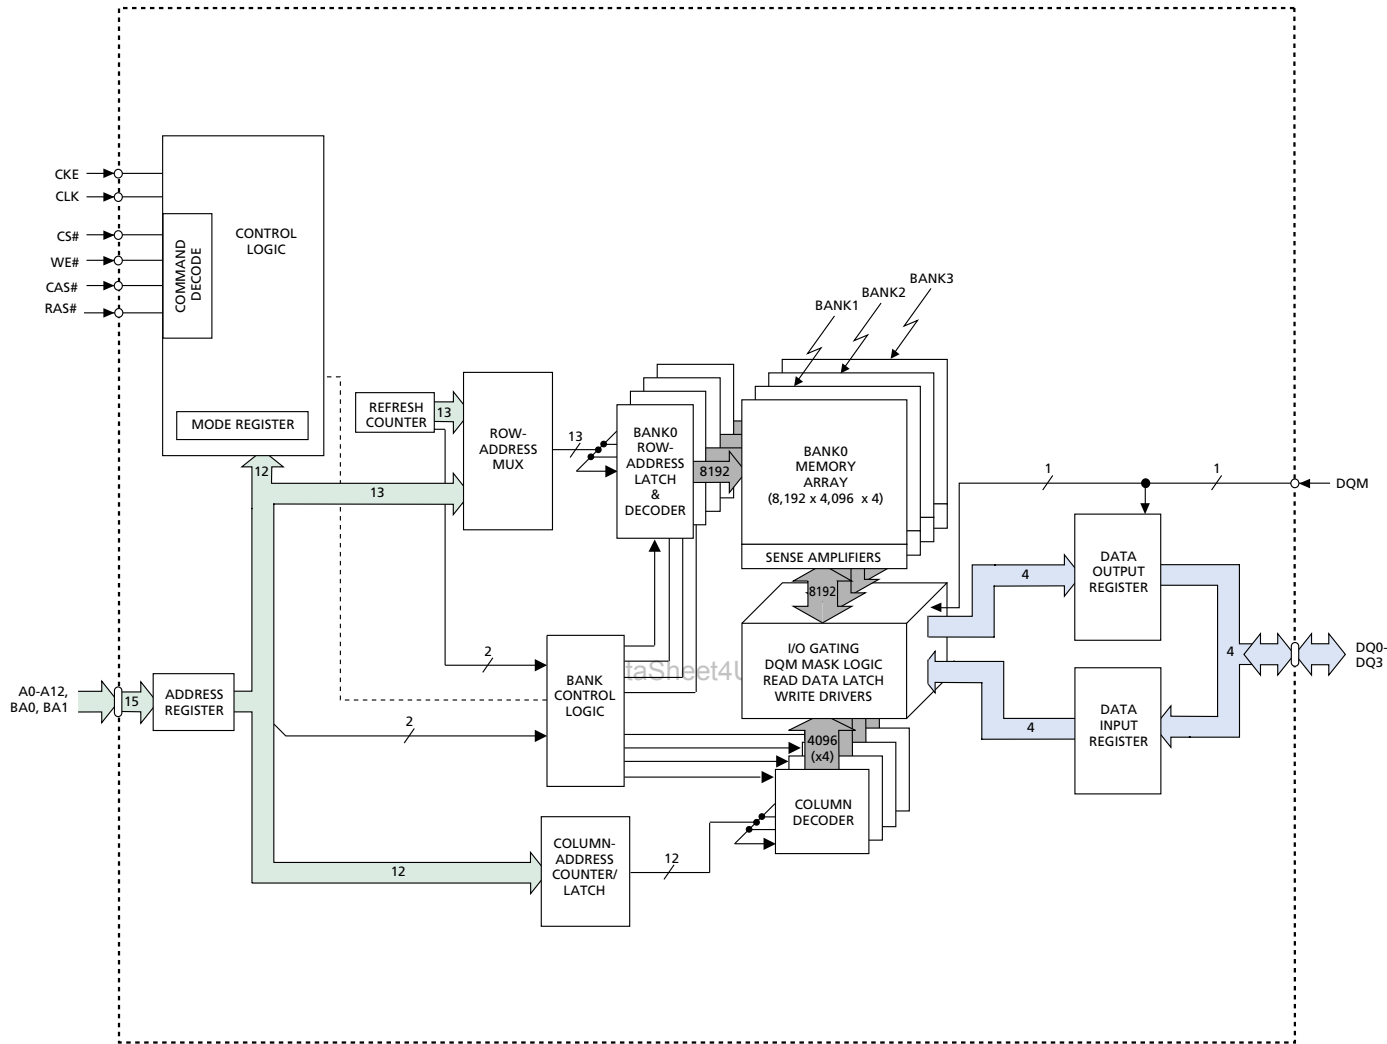 CKE
CLK
CS#
WE#
CAS#
RAS#
COMMAND
DECODE
CONTROL
LOGIC
MODE REGISTER
12
REFRESH
COUNTER
13
13
ROW-
ADDRESS
MUX
13
BANK0
ROW-
ADDRESS
LATCH
&
DECODER
8192
BANK1
BANK2
BANK3
BANK0
MEMORY
ARRAY
(8,192 x 4,096 x 4)
SENSE AMPLIFIERS
8192
I/O GATING
DQM MASK LOGIC
READ DATA LATCH
WRITE DRIVERS
1
1
DQM
DATA
OUTPUT
REGISTER
4
4
DQ0-
DQ3
DATA
INPUT
REGISTER
4
A0-A12,
BA0, BA1
15
ADDRESS
REGISTER
2
2
BANK
CONTROL
LOGIC
taSheet4U
4096
(x4)
COLUMN
DECODER
COLUMN-
ADDRESS
COUNTER/
LATCH
12
12